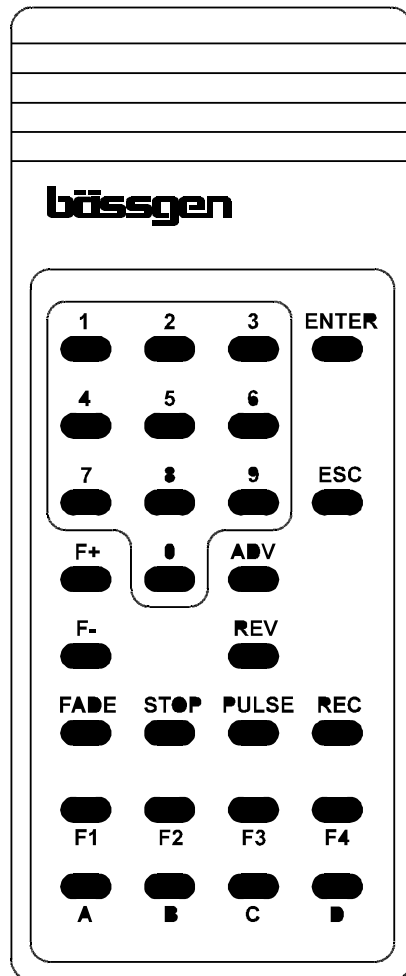 bässgen
1 2 3 ENTER
4 5 6
7 8 9 ESC
F+ 0 ADV
F- REV
FADE STOP PULSE REC
F1 F2 F3 F4
A B C D